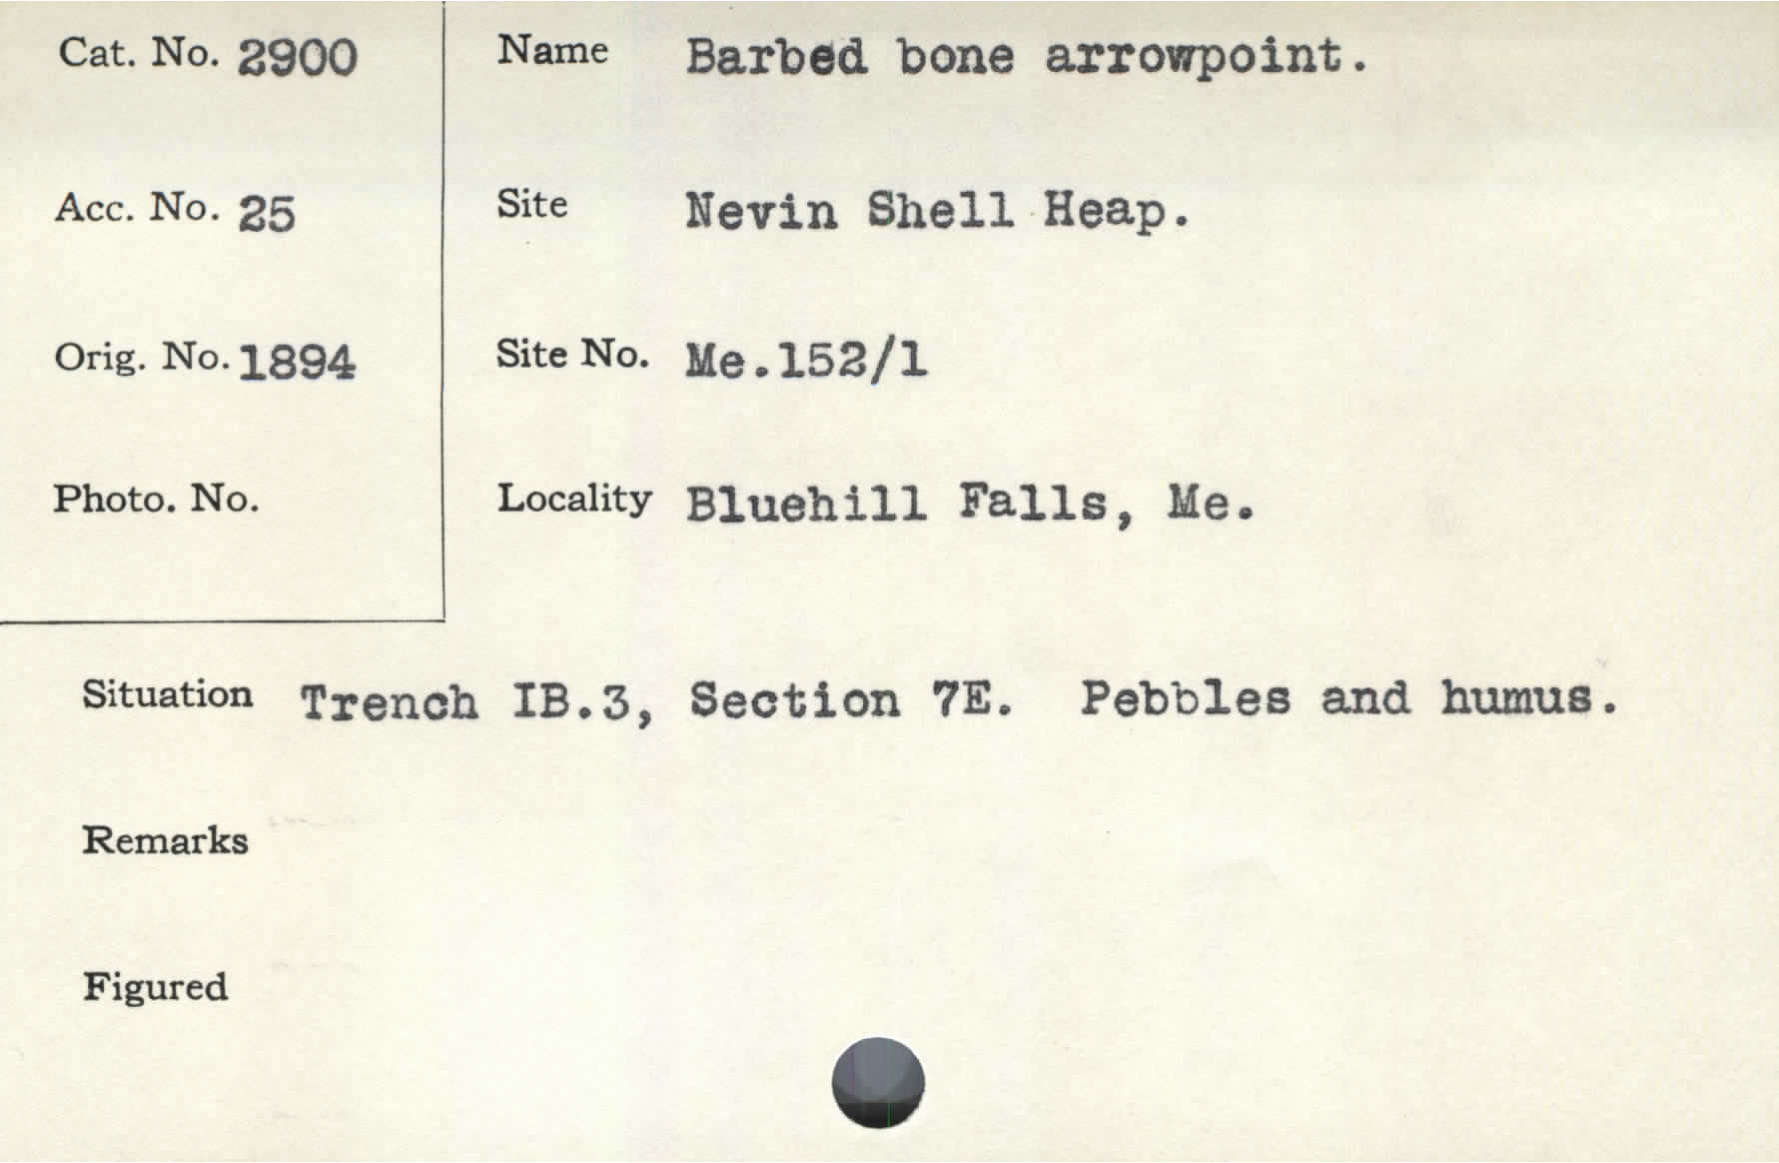 Cat. No. 2900
Name Barbed bone arrowpoint.
Acc. No. 25
Site Nevin Shell Heap.
Orig. No. 1894
Site No. Me.152/1
Photo. No.
Locality Bluehill Falls, Me.
Situation Trench IB.3, Section 7E. Pebbles and humus.
Remarks
Figured